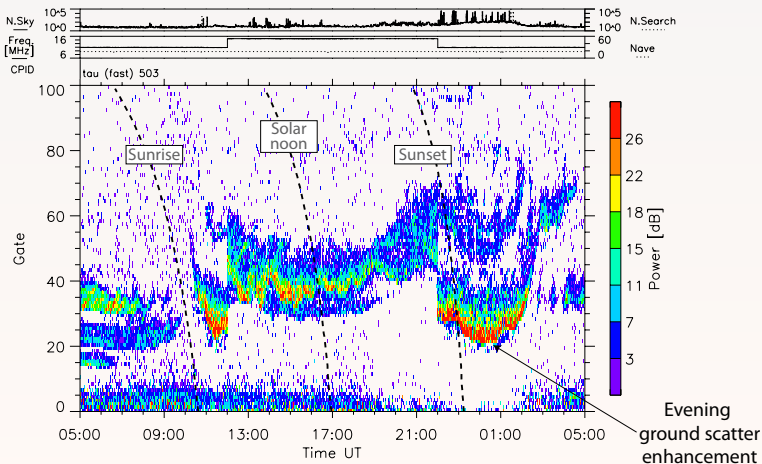 N.Sky
10^5
10^0
10^5
10^0
N.Search
Freq.
[MHz]
16
6
60
0
Nave
CPID
tau (fast) 503
100
80
60
40
20
0
Gate
Sunrise
Solar
noon
Sunset
26
22
18
15
11
7
3
Power [dB]
05:00
09:00
13:00
17:00
21:00
01:00
05:00
Time UT
Evening
ground scatter
enhancement